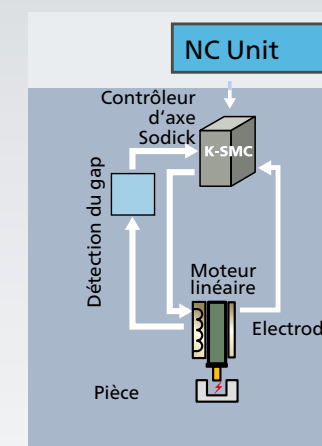 NC Unit
Contrôleur
d'axe
Sodick
K-SMC
Détection du gap
Moteur
linéaire
Electrod
Pièce